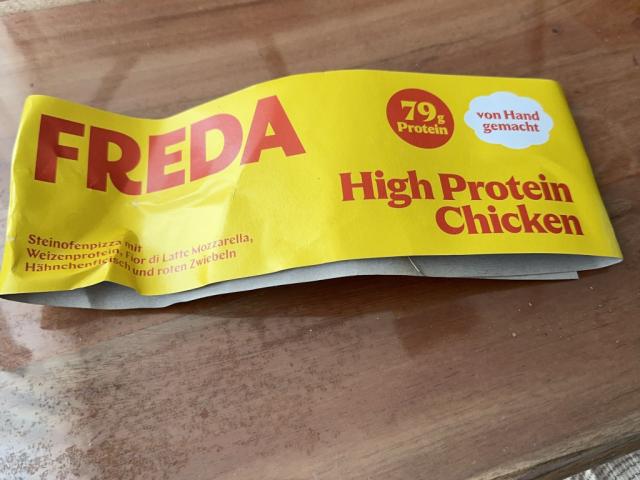 FREDA
79g
Protein
von Hand
gemacht
High Protein
Chicken
Steinofenpizza mit
Weizenprotein, Fior di Latte Mozzarella,
Hähnchenfleisch und roten Zwiebeln